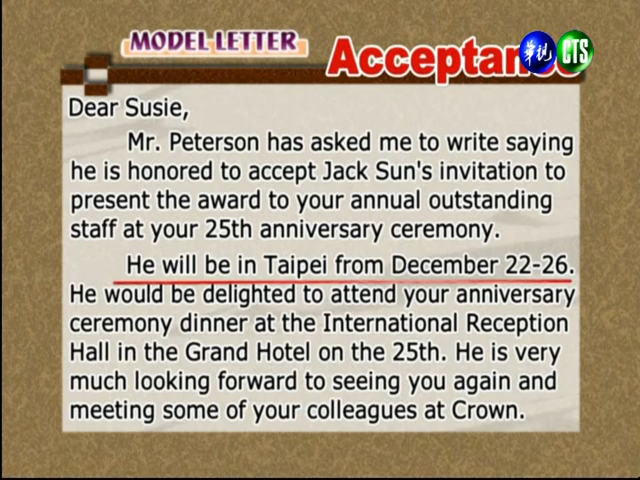 MODEL LETTER
華視 CTS
Dear Susie,
Mr. Peterson has asked me to write saying
he is honored to accept Jack Sun's invitation to
present the award to your annual outstanding
staff at your 25th anniversary ceremony.
He will be in Taipei from December 22-26.
He would be delighted to attend your anniversary
ceremony dinner at the International Reception
Hall in the Grand Hotel on the 25th. He is very
much looking forward to seeing you again and
meeting some of your colleagues at Crown.